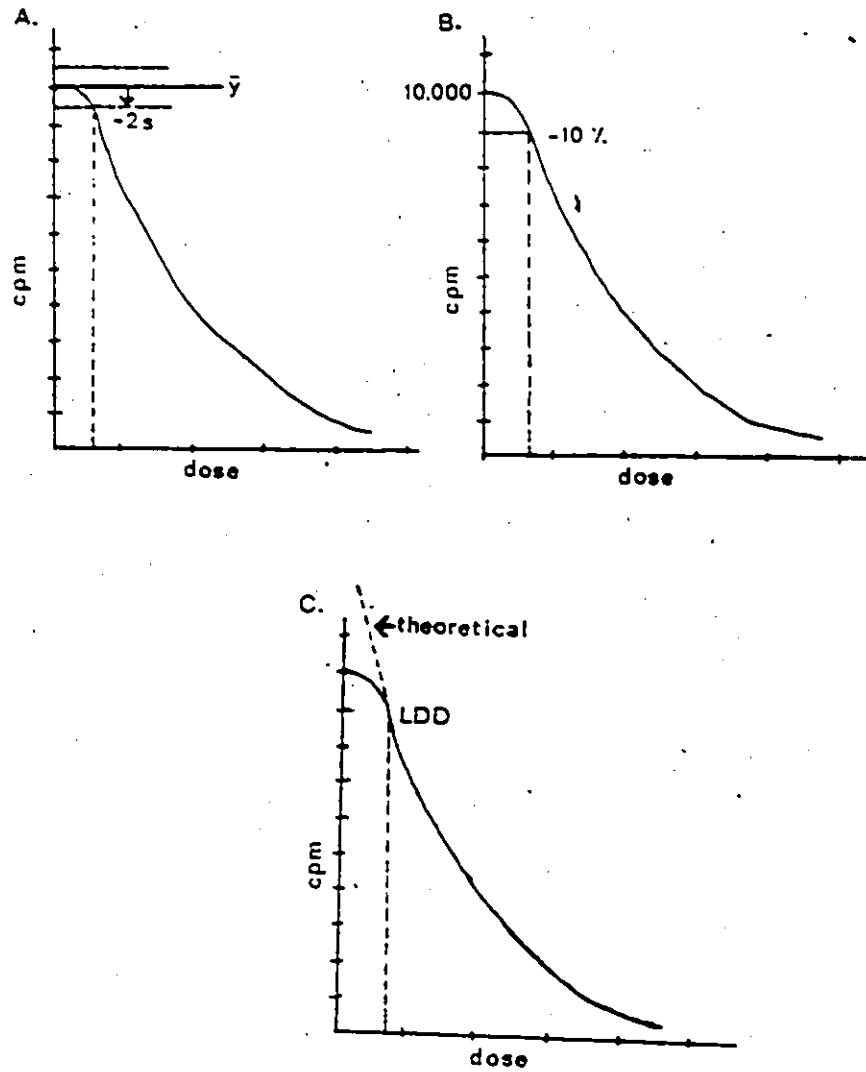 A.
ȳ
-2s
cpm
dose
B.
10.000
-10 %
cpm
dose
C.
theoretical
LDD
cpm
dose